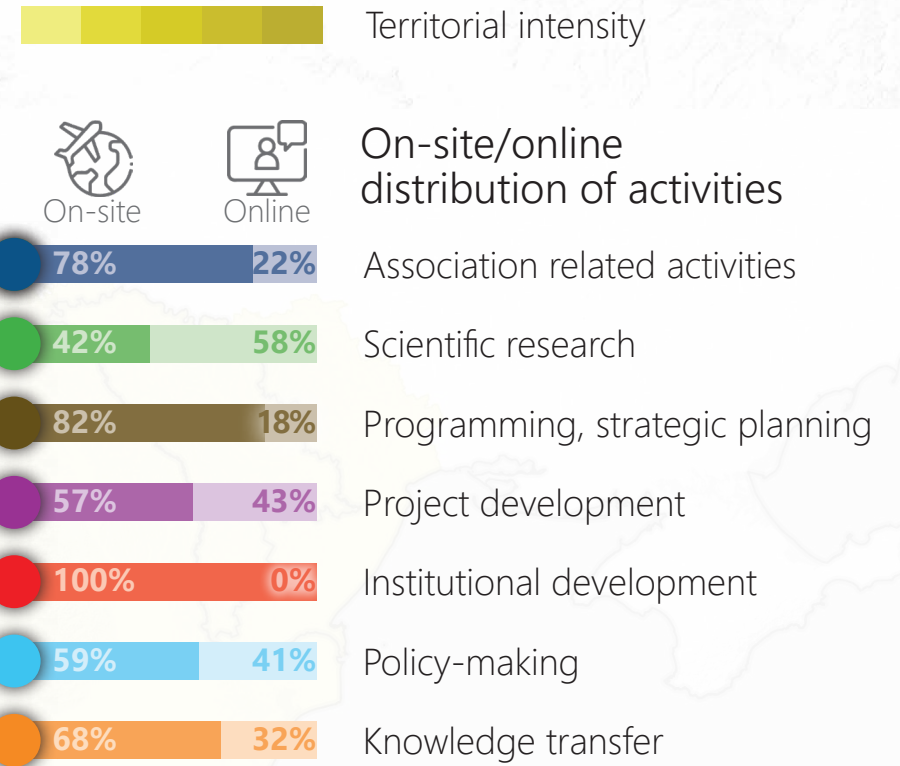 Territorial intensity
On-site/online
distribution of activities
On-site Online
78% 22% Association related activities
42% 58% Scientific research
82% 18% Programming, strategic planning
57% 43% Project development
100% 0% Institutional development
59% 41% Policy-making
68% 32% Knowledge transfer